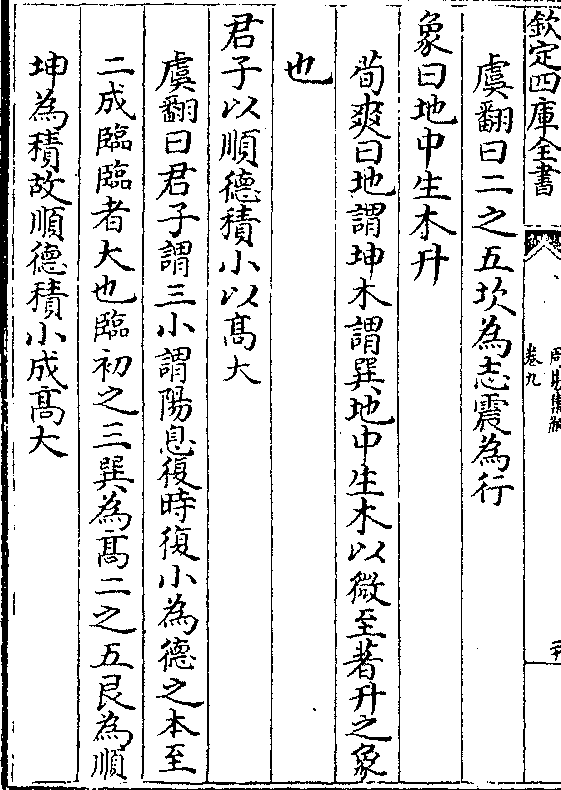 欽定四庫全書
卷九
虞翻曰二之五坎為志震為行
象曰地中生木升
荀爽曰地謂坤木謂巽地中生木以微至著升之象
也
君子以順德積小以髙大
虞翻曰君子謂三小謂陽息復時復小為德之本至
二成臨臨者大也臨初之三巽為髙二之五艮為順
坤為積故順德積小成髙大